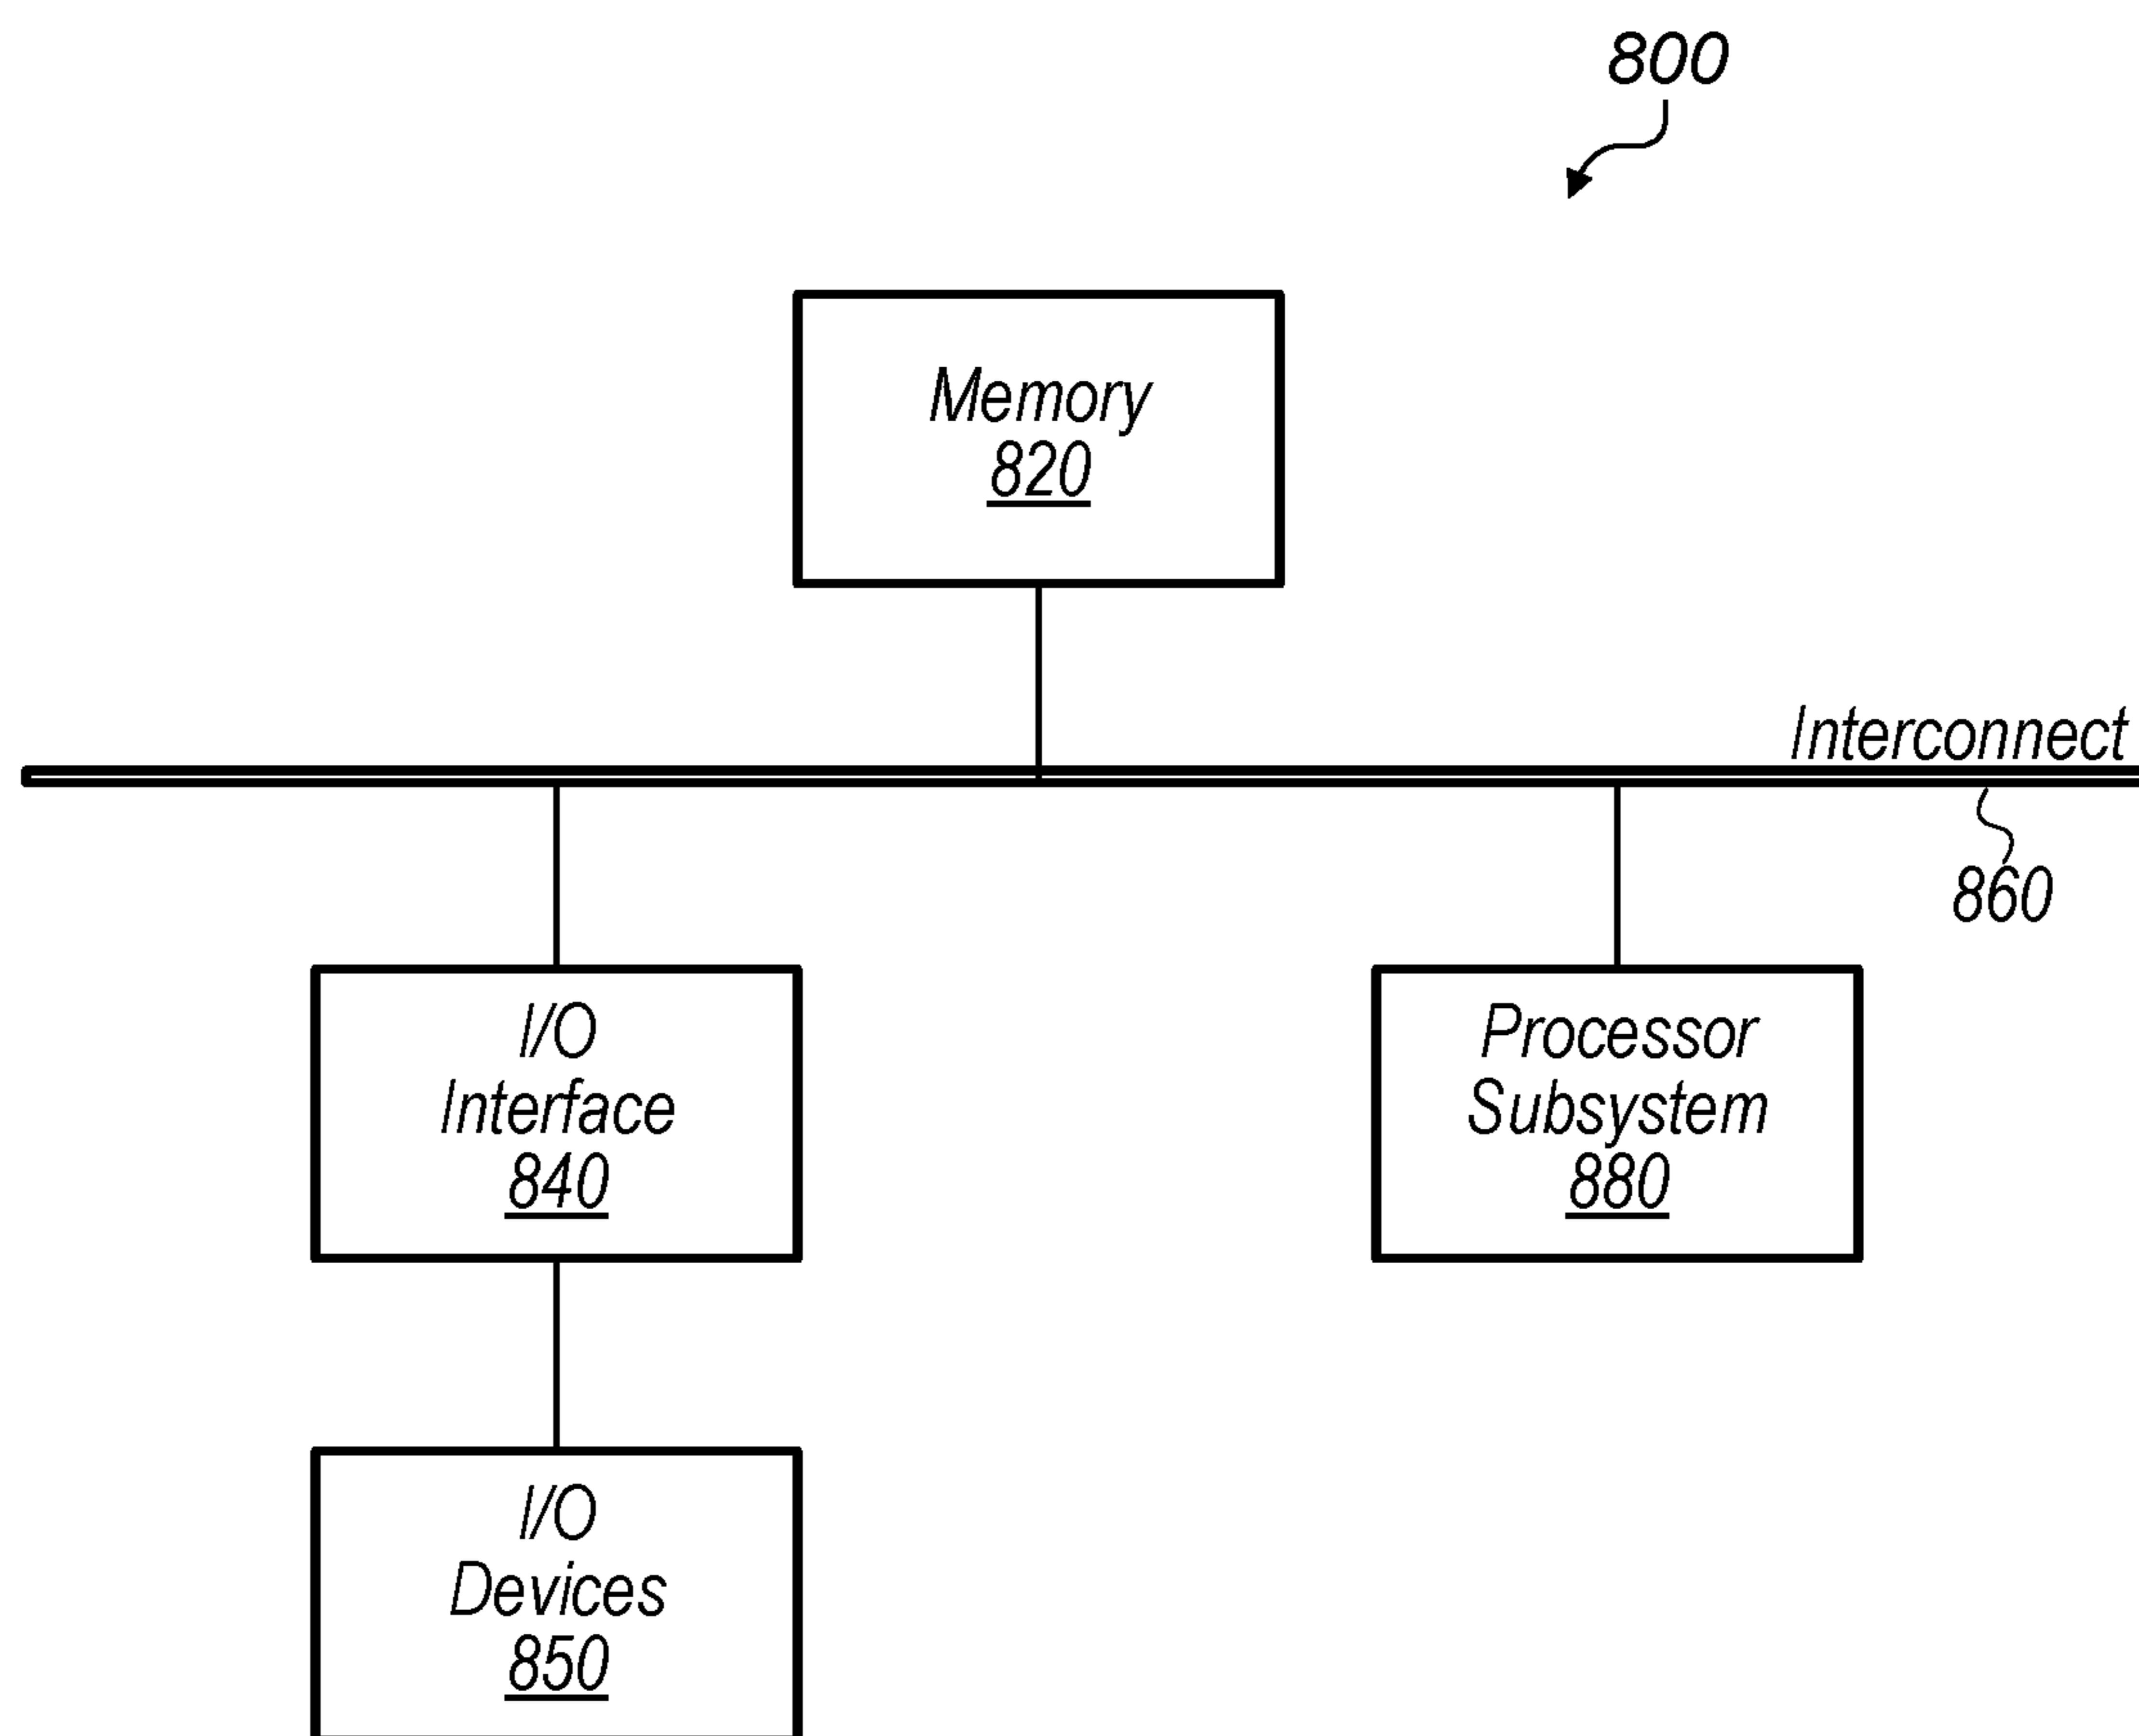 800
Memory
820
Interconnect
860
I/O
Interface
840
Processor
Subsystem
880
I/O
Devices
850